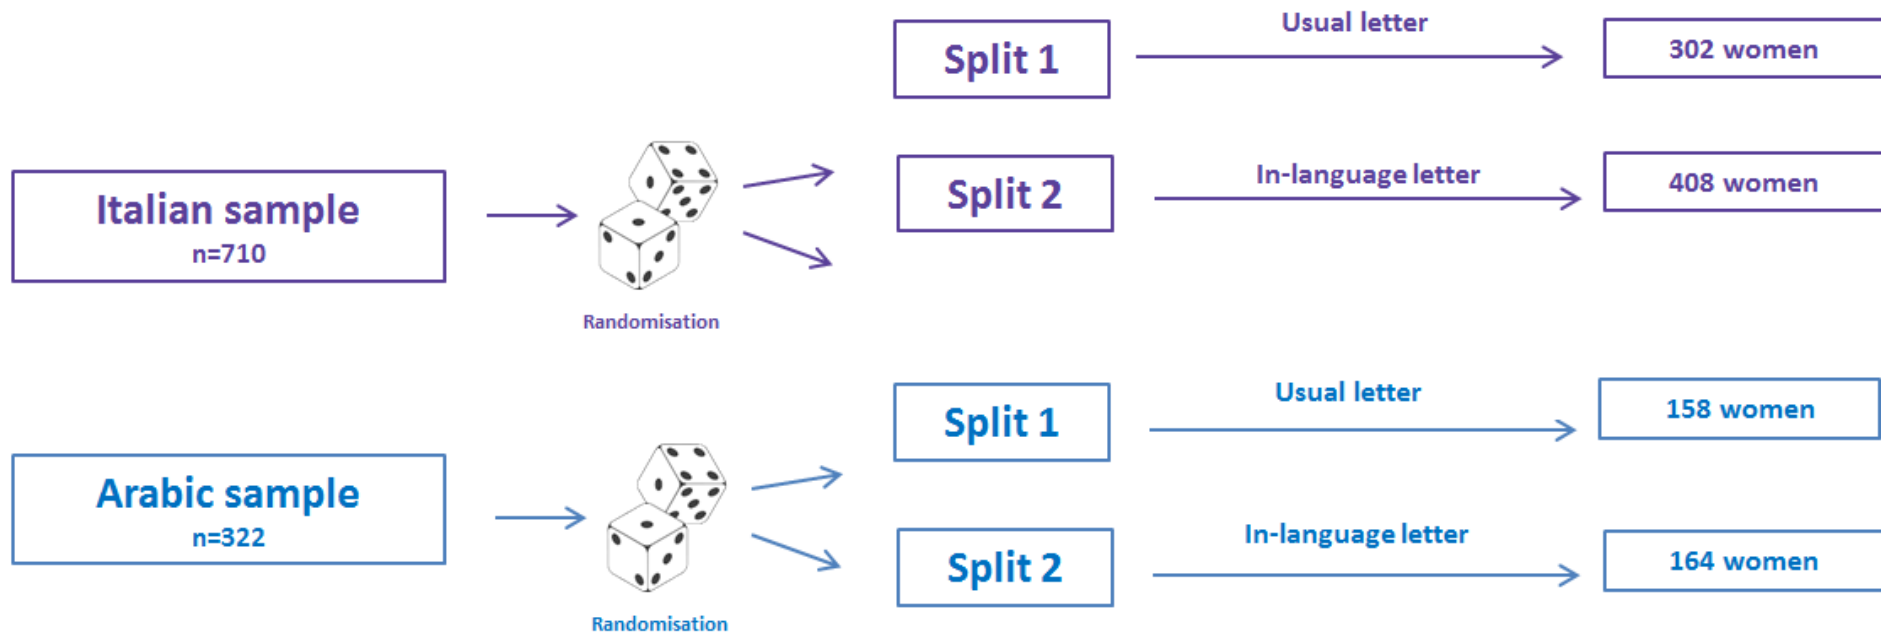 Usual letter
Split 1
302 women
Italian sample
n=710
Randomisation
In-language letter
Split 2
408 women
Usual letter
Split 1
158 women
Arabic sample
n=322
Randomisation
In-language letter
Split 2
164 women